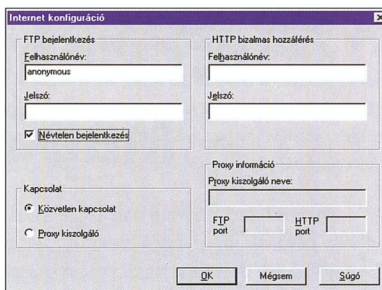 Internet konfiguráció
FTP bejelentkezés
Felhasználónév:
anonymous
Jelszó:
Névtelen bejelentkezés
HTTP bizalmas hozzáférés
Felhasználónév:
Jelszó:
Kapcsolat
Közvetlen kapcsolat
Proxy kiszolgáló
Proxy információ
Proxy kiszolgáló neve:
FTP port
HTTP port
OK
Mégsem
Súgó